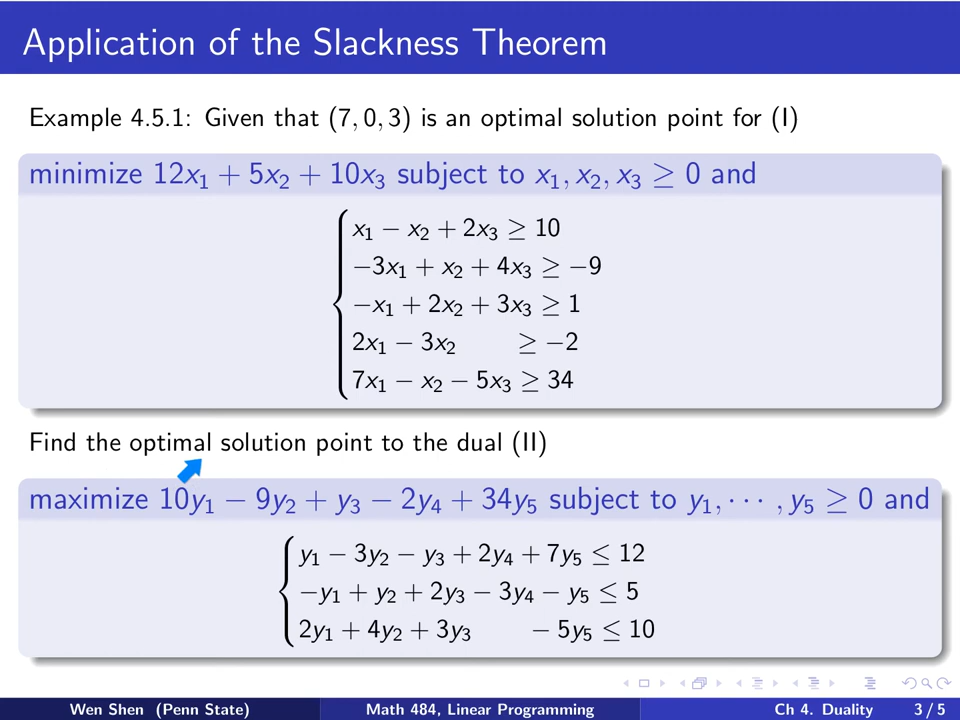 Application of the Slackness Theorem
Example 4.5.1: Given that (7, 0, 3) is an optimal solution point for (I)
minimize 12x₁ + 5x₂ + 10x₃ subject to x₁, x₂, x₃ ≥ 0 and
x₁ − x₂ + 2x₃ ≥ 10
−3x₁ + x₂ + 4x₃ ≥ −9
−x₁ + 2x₂ + 3x₃ ≥ 1
2x₁ − 3x₂ ≥ −2
7x₁ − x₂ − 5x₃ ≥ 34
Find the optimal solution point to the dual (II)
maximize 10y₁ − 9y₂ + y₃ − 2y₄ + 34y₅ subject to y₁, ⋯ , y₅ ≥ 0 and
y₁ − 3y₂ − y₃ + 2y₄ + 7y₅ ≤ 12
−y₁ + y₂ + 2y₃ − 3y₄ − y₅ ≤ 5
2y₁ + 4y₂ + 3y₃ − 5y₅ ≤ 10
Wen Shen (Penn State) Math 484, Linear Programming Ch 4. Duality 3 / 5